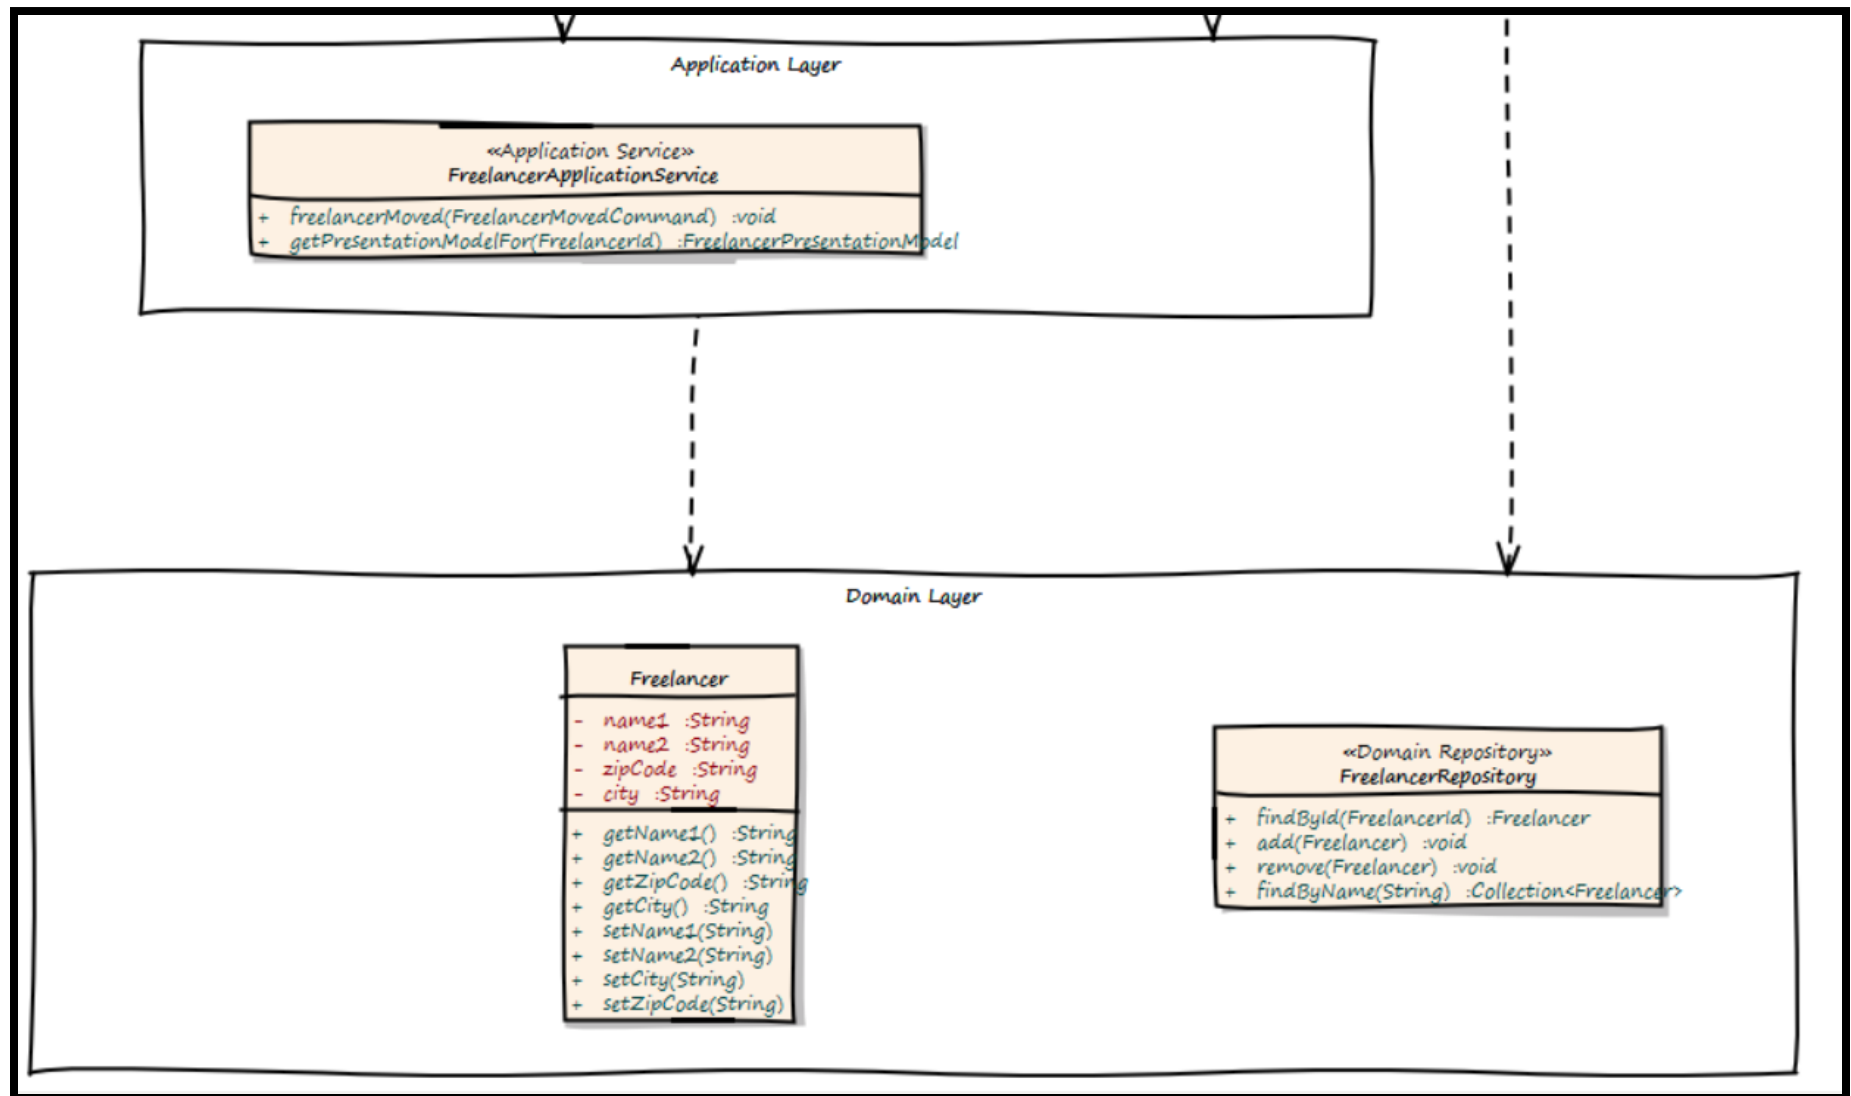 Application Layer
«Application Service»
FreelancerApplicationService
+ freelancerMoved(FreelancerMovedCommand) :void
+ getPresentationModelFor(FreelancerId) :FreelancerPresentationModel
Domain Layer
Freelancer
- name1 :String
- name2 :String
- zipCode :String
- city :String
+ getName1() :String
+ getName2() :String
+ getZipCode() :String
+ getCity() :String
+ setName1(String)
+ setName2(String)
+ setCity(String)
+ setZipCode(String)
«Domain Repository»
FreelancerRepository
+ findById(FreelancerId) :Freelancer
+ add(Freelancer) :void
+ remove(Freelancer) :void
+ findByName(String) :Collection<Freelancer>